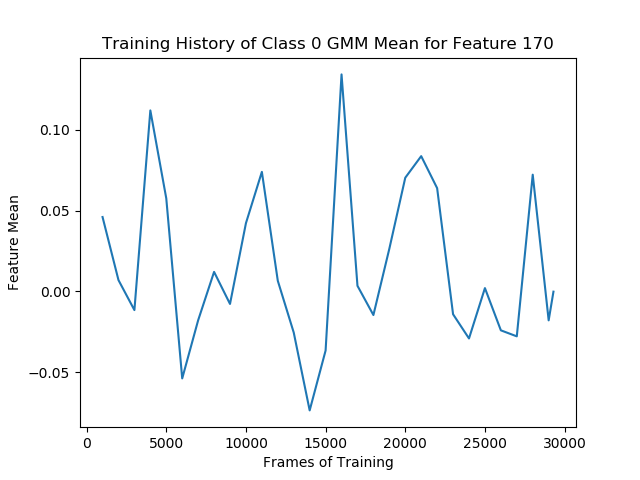 Training History of Class 0 GMM Mean for Feature 170
0.10
0.05
0.00
−0.05
Feature Mean
0 5000 10000 15000 20000 25000 30000
Frames of Training